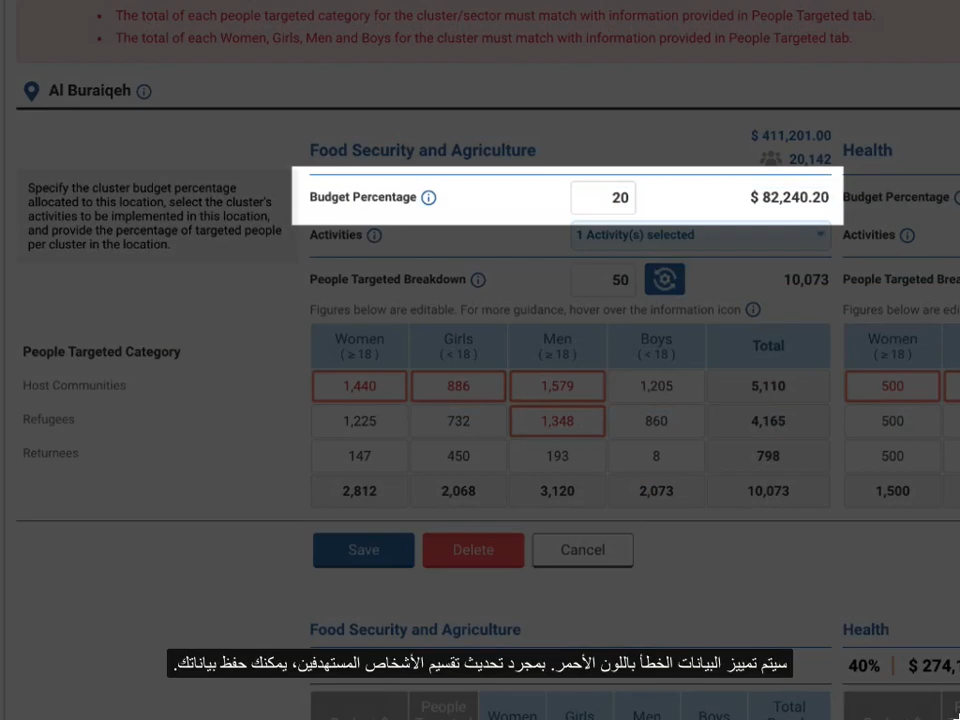 The total of each people targeted category for the cluster/sector must match with information provided in People Targeted tab.
The total of each Women, Girls, Men and Boys for the cluster must match with information provided in People Targeted tab.
Al Buraiqeh
$ 411,201.00
Food Security and Agriculture
20,142
Health
Specify the cluster budget percentage
allocated to this location, select the cluster's
activities to be implemented in this location,
and provide the percentage of targeted people
per cluster in the location.
Budget Percentage 20 $ 82,240.20 Budget Percentage
Activities 1 Activity(s) selected Activities
People Targeted Breakdown 50 10,073 People Targeted Brea
Figures below are editable. For more guidance, hover over the information icon Figures below are edi
People Targeted Category
Women Girls Men Boys Total Women
( ≥ 18 ) ( < 18 ) ( ≥ 18 ) ( < 18 ) ( ≥ 18 )
Host Communities 1,440 886 1,579 1,205 5,110 500
Refugees 1,225 732 1,348 860 4,165 500
Returnees 147 450 193 8 798 500
2,812 2,068 3,120 2,073 10,073 1,500
Save Delete Cancel
Food Security and Agriculture Health
سيتم تمييز البيانات الخطأ باللون الأحمر. بمجرد تحديث تقسيم الأشخاص المستهدفين، يمكنك حفظ بياناتك.
40% $ 274,1
People Total
Women Girls Men Boys